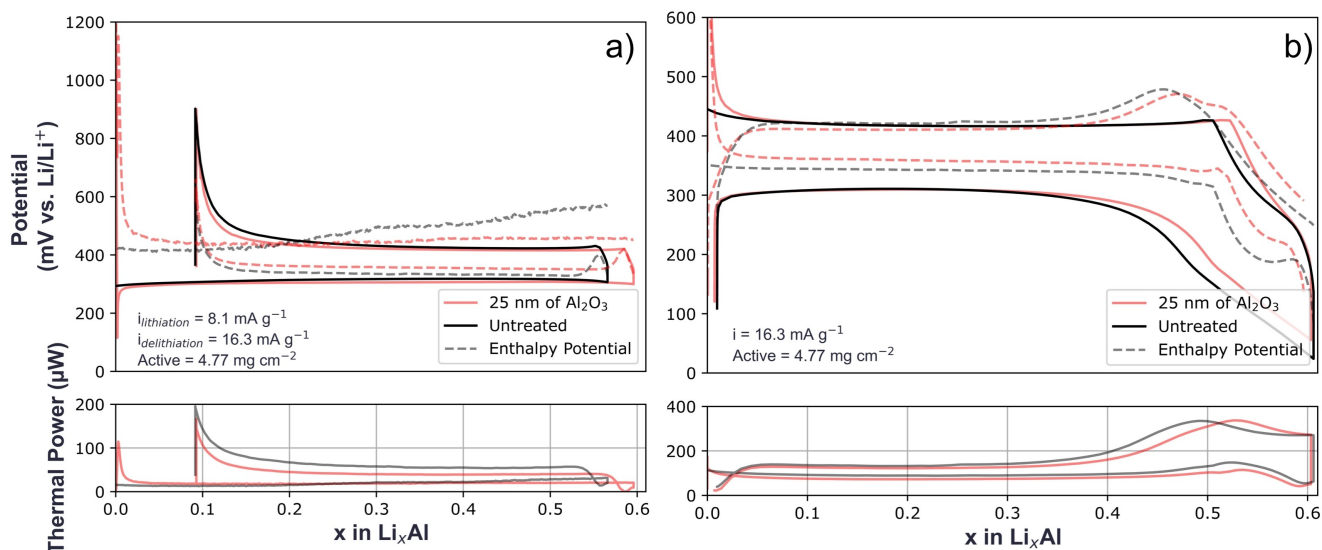 a)
1200
1000
800
600
400
200
0
Potential
(mV vs. Li/Li⁺)
i_lithiation = 8.1 mA g⁻¹
i_delithiation = 16.3 mA g⁻¹
Active = 4.77 mg cm⁻²
25 nm of Al₂O₃
Untreated
Enthalpy Potential
Thermal Power (μW)
200
100
0
0.0 0.1 0.2 0.3 0.4 0.5 0.6
x in LiₓAl
b)
600
500
400
300
200
100
0
i = 16.3 mA g⁻¹
Active = 4.77 mg cm⁻²
25 nm of Al₂O₃
Untreated
Enthalpy Potential
400
200
0
0.0 0.1 0.2 0.3 0.4 0.5 0.6
x in LiₓAl